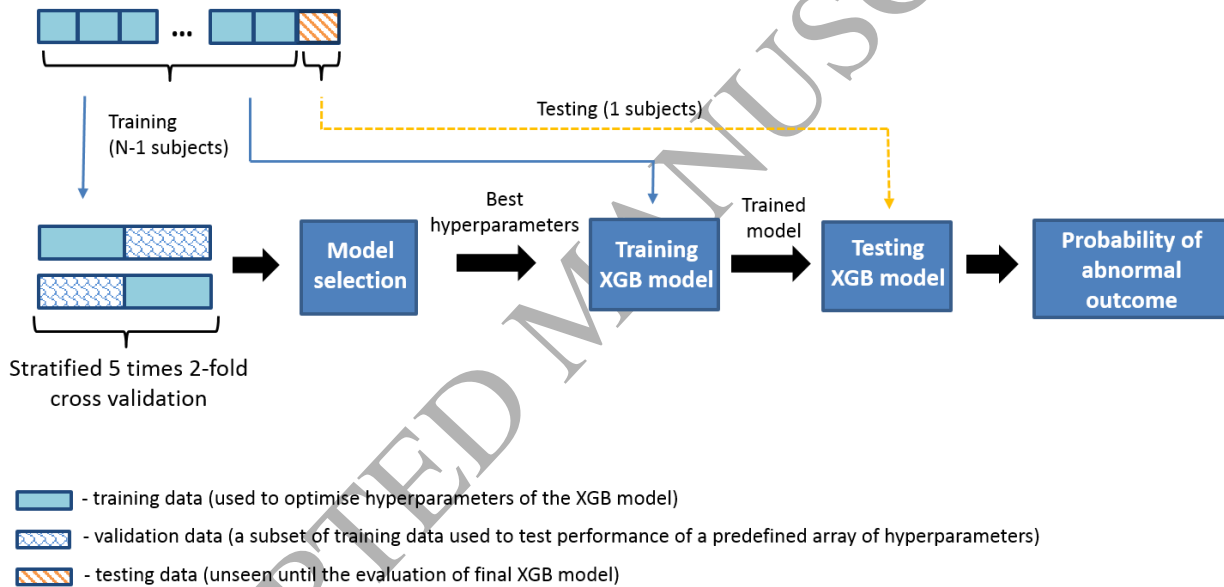 ...
Testing (1 subjects)
Training
(N-1 subjects)
Best
hyperparameters
Trained
model
Model
selection
Training
XGB model
Testing
XGB model
Probability of
abnormal
outcome
Stratified 5 times 2-fold
cross validation
- training data (used to optimise hyperparameters of the XGB model)
- validation data (a subset of training data used to test performance of a predefined array of hyperparameters)
- testing data (unseen until the evaluation of final XGB model)
PTED MANUSC